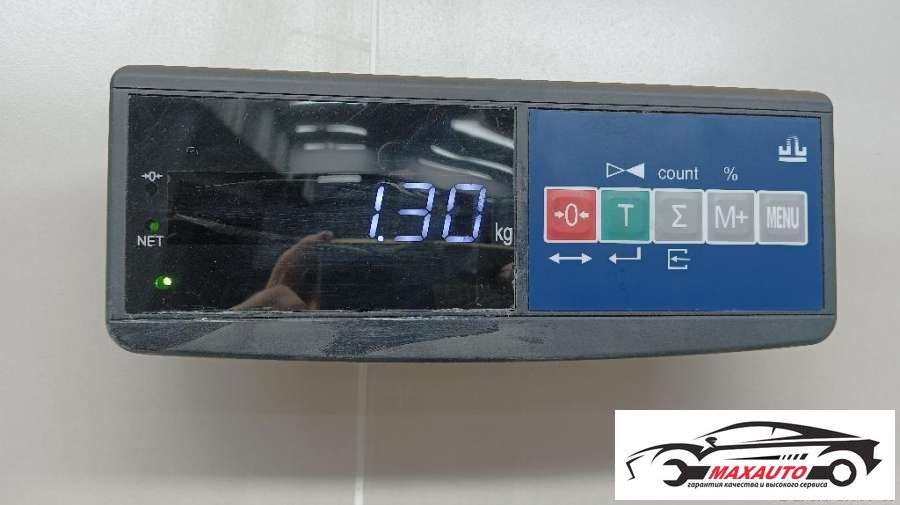 →0←
NET
1.30 kg
count %
→0← T Σ M+ MENU
MAXAUTO
гарантия качества и высокого сервиса